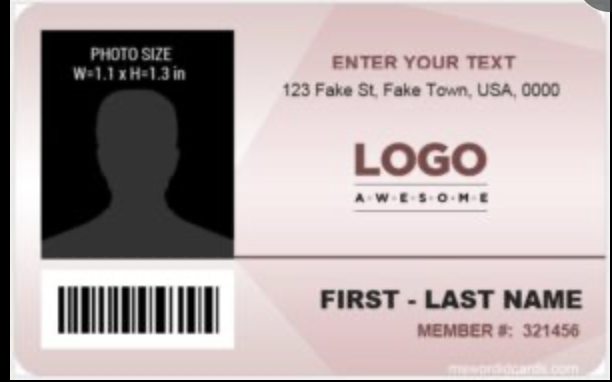 PHOTO SIZE
W=1.1 x H=1.3 in
ENTER YOUR TEXT
123 Fake St, Fake Town, USA, 0000
LOGO
A·W·E·S·O·M·E
FIRST - LAST NAME
MEMBER #: 321456
mswordidcards.com